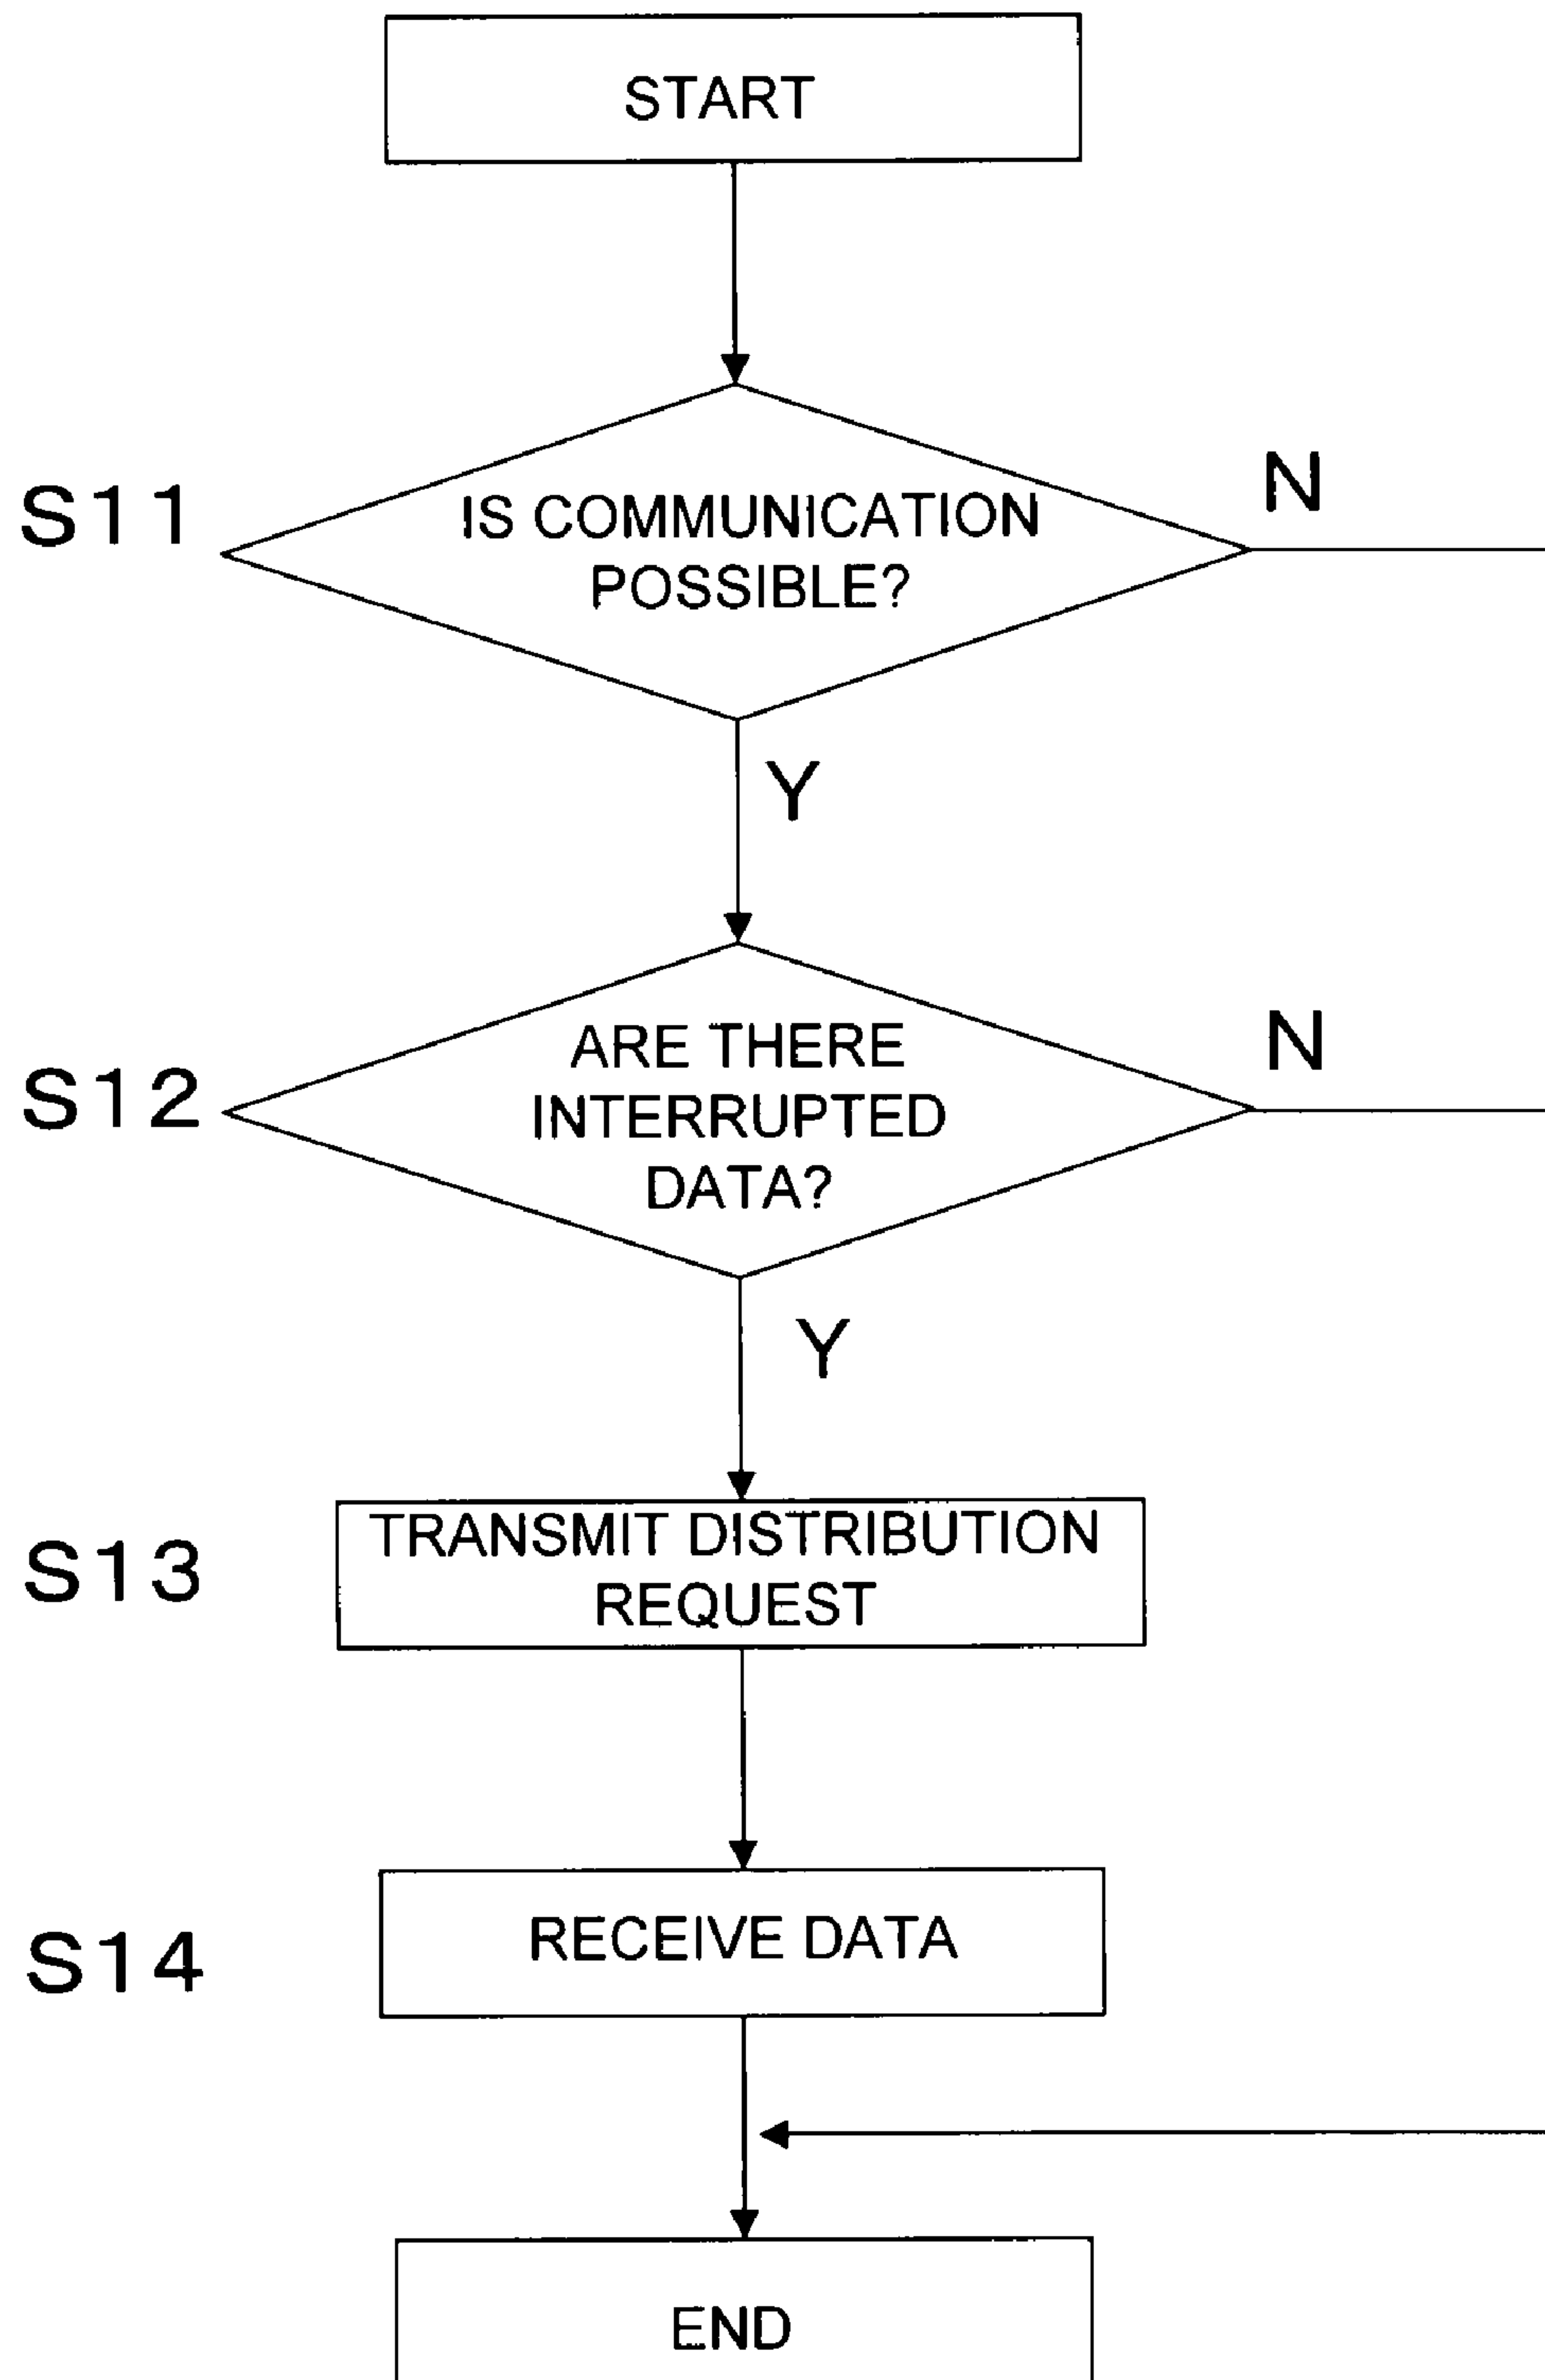 START
S11
IS COMMUNICATION
POSSIBLE?
N
Y
S12
ARE THERE
INTERRUPTED
DATA?
N
Y
S13
TRANSMIT DISTRIBUTION
REQUEST
S14
RECEIVE DATA
END